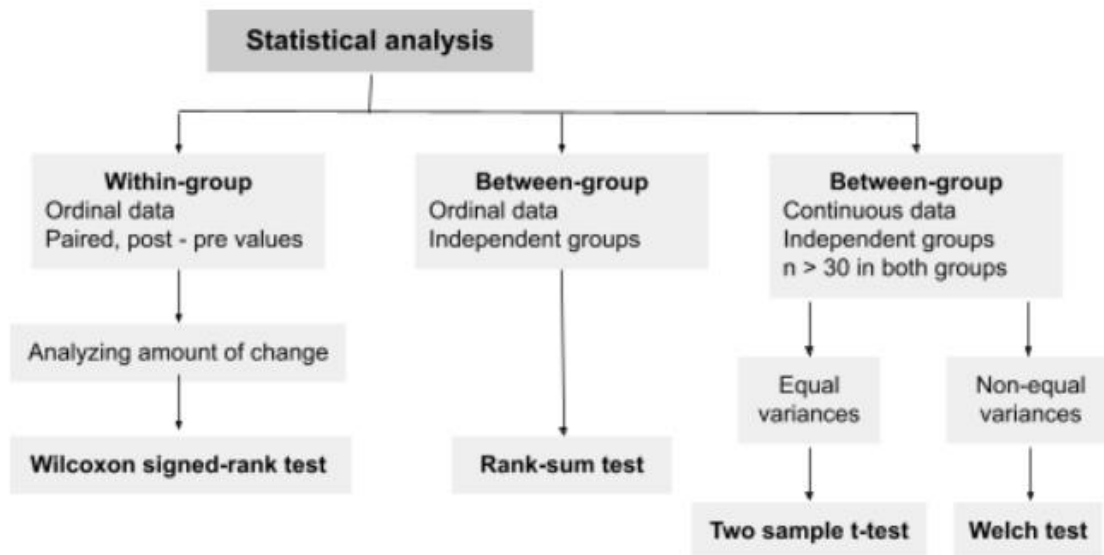 Statistical analysis
Within-group
Ordinal data
Paired, post - pre values
Between-group
Ordinal data
Independent groups
Between-group
Continuous data
Independent groups
n > 30 in both groups
Analyzing amount of change
Equal
variances
Non-equal
variances
Wilcoxon signed-rank test
Rank-sum test
Two sample t-test
Welch test